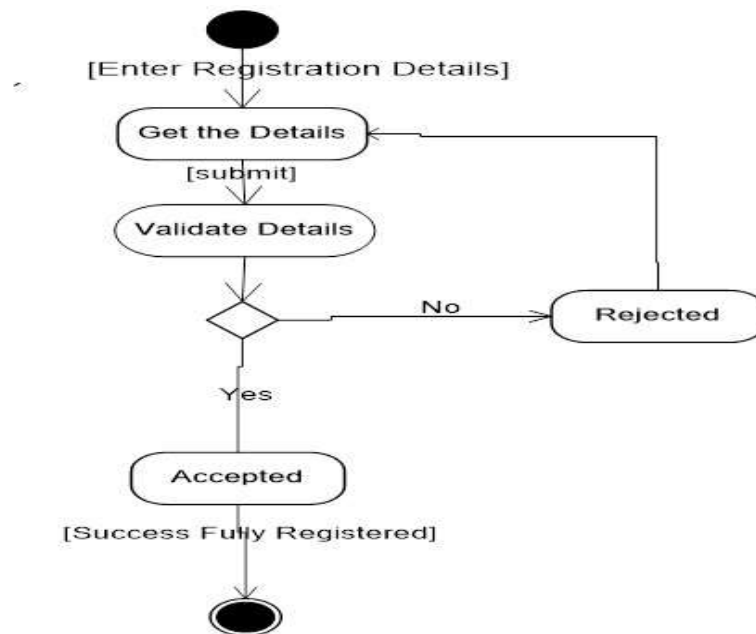 [Enter Registration Details]
Get the Details
[submit]
Validate Details
No
Rejected
Yes
Accepted
[Success Fully Registered]